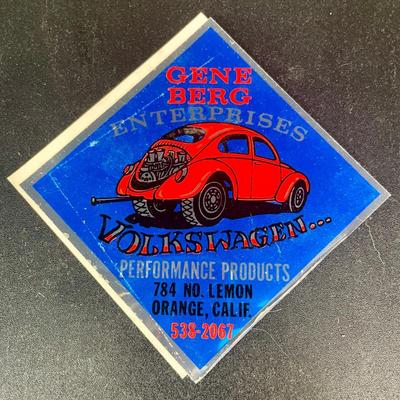 GENE
BERG
ENTERPRISES
VOLKSWAGEN...
PERFORMANCE PRODUCTS
784 NO. LEMON
ORANGE, CALIF.
538-2067